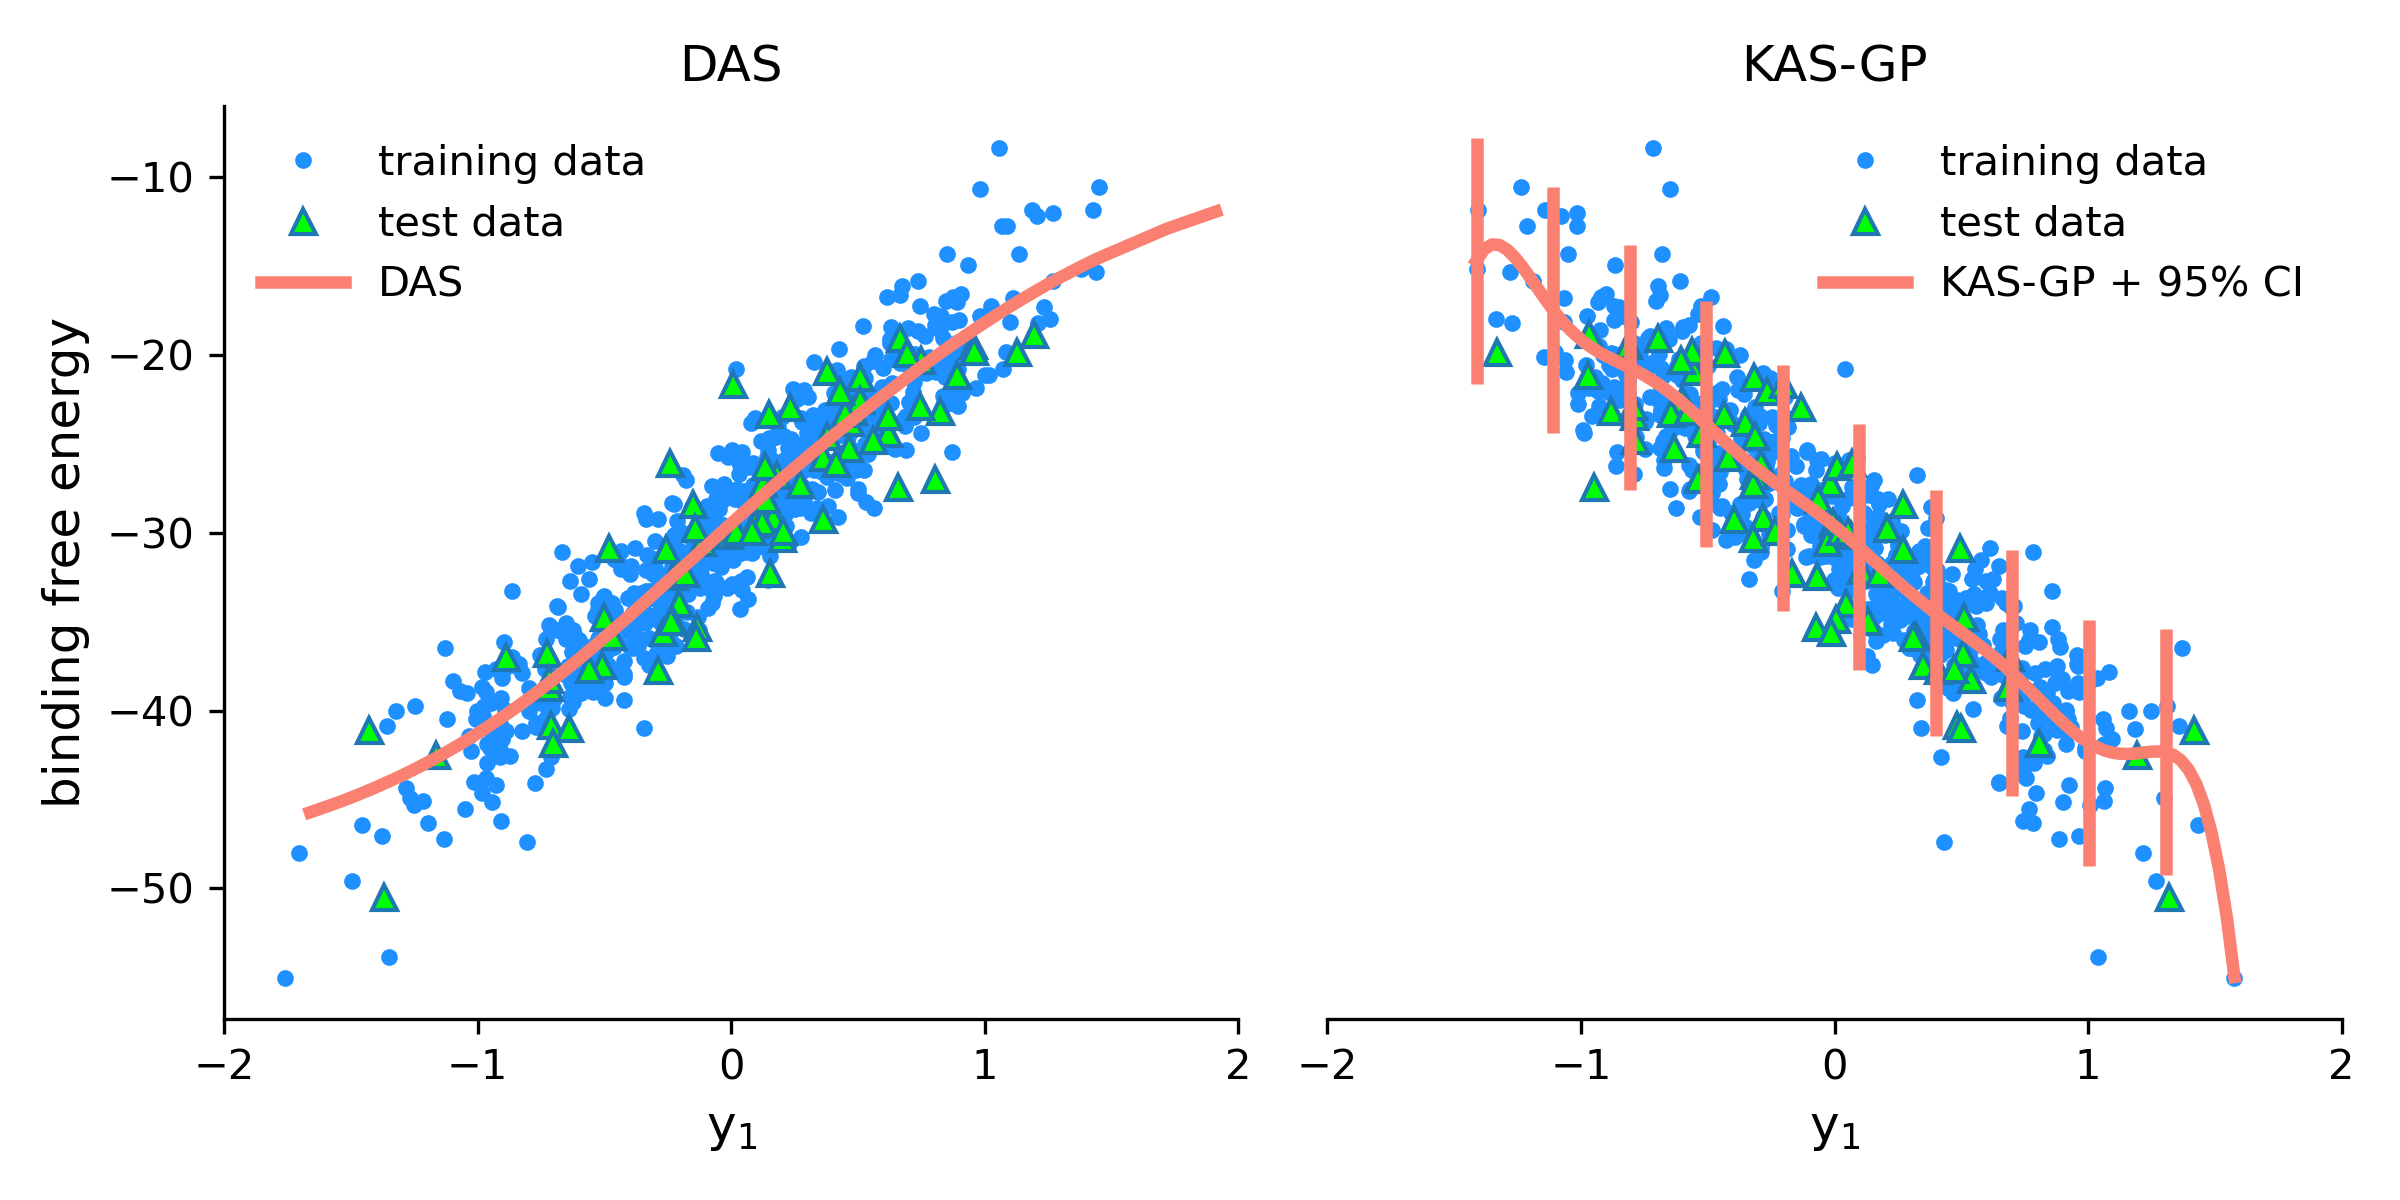 DAS
training data
test data
DAS
binding free energy
−10
−20
−30
−40
−50
−2 −1 0 1 2
y₁
KAS-GP
training data
test data
KAS-GP + 95% CI
−2 −1 0 1 2
y₁